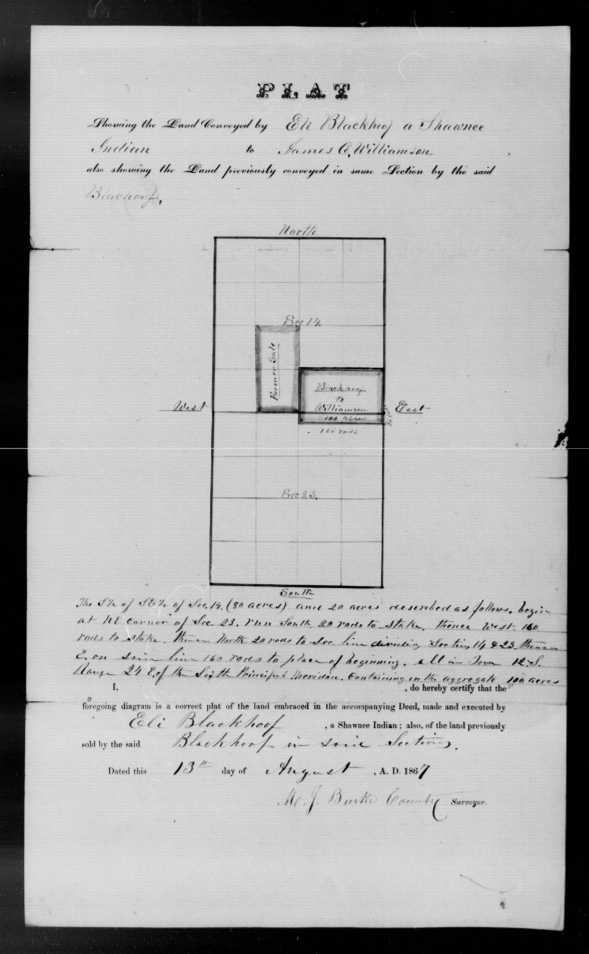 PLAT
Showing the Land Conveyed by Eli Blackhoof a Shawnee
Indian to James C. Williamson
also showing the Land previously conveyed in same Section by the said
Blackhoof.
North
Sec 14.
Former Sale
Blackhoof
to
Williamson
100 Acres
160 rods
West
East
Sec 23.
South
The of of Sec. 14. (80 acres) and 20 acres described as follows. begin
at NE corner of Sec 23. run South 20 rods to Stake, thence West. 160
rods to stake. thence North 20 rods to Sec. line dividing Section 14 & 23. thence
E. on line 160 rods to place of beginning. all in Town 12. S.
Range 24 E. of the Sixth Principal Meridian. Containing in the aggregate 100 acres
I, , do hereby certify that the
foregoing diagram is a correct plat of the land embraced in the accompanying Deed, made and executed by
Eli Blackhoof , a Shawnee Indian; also, of the land previously
sold by the said Blackhoof in said Section.
Dated this 13th day of August , A. D. 1867
J. Burke County Surveyor.